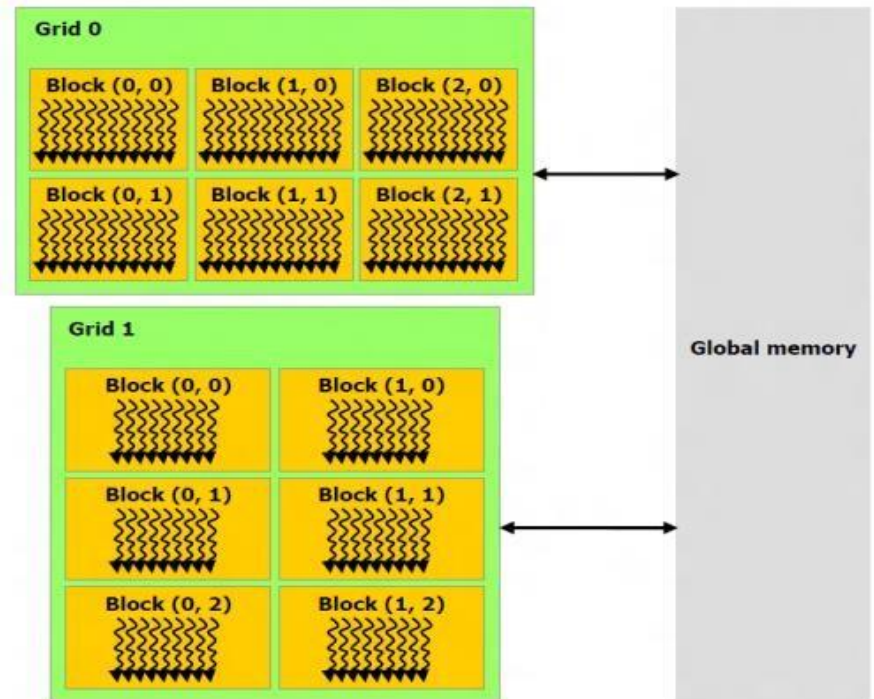 Grid 0
Block (0, 0) Block (1, 0) Block (2, 0)
Block (0, 1) Block (1, 1) Block (2, 1)
Grid 1
Block (0, 0) Block (1, 0)
Block (0, 1) Block (1, 1)
Block (0, 2) Block (1, 2)
Global memory